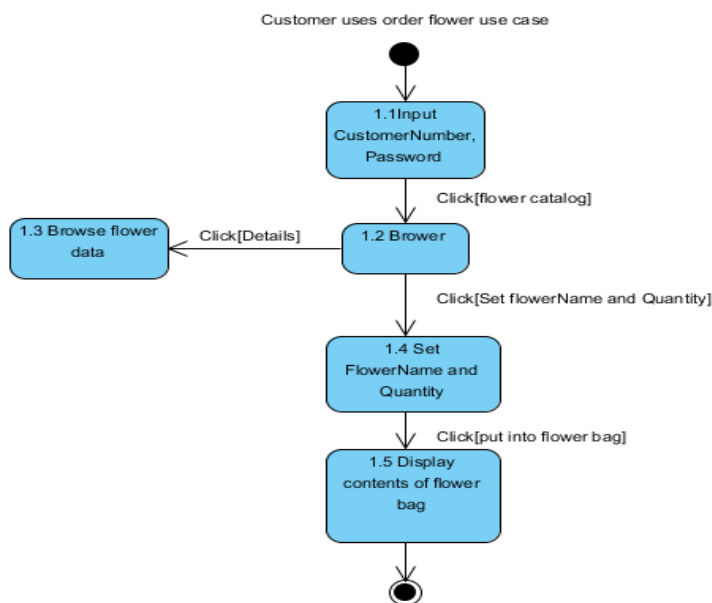 Customer uses order flower use case
1.1Input
CustomerNumber,
Password
Click[flower catalog]
1.2 Brower
Click[Details]
1.3 Browse flower
data
Click[Set flowerName and Quantity]
1.4 Set
FlowerName and
Quantity
Click[put into flower bag]
1.5 Display
contents of flower
bag